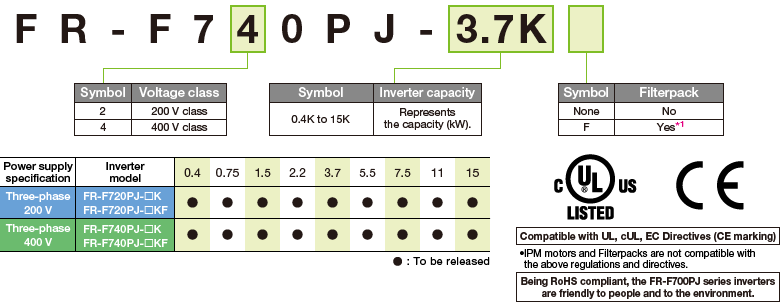 FR-F740PJ-3.7K
Symbol Voltage class
2 200 V class
4 400 V class
Symbol Inverter capacity
0.4K to 15K Represents
the capacity (kW).
Symbol Filterpack
None No
F Yes*1
Power supply
specification Inverter
model 0.4 0.75 1.5 2.2 3.7 5.5 7.5 11 15
Three-phase
200 V FR-F720PJ-□K
FR-F720PJ-□KF ● ● ● ● ● ● ● ● ●
Three-phase
400 V FR-F740PJ-□K
FR-F740PJ-□KF ● ● ● ● ● ● ● ● ●
● : To be released
C UL US
LISTED
CE
Compatible with UL, cUL, EC Directives (CE marking)
•IPM motors and Filterpacks are not compatible with
the above regulations and directives.
Being RoHS compliant, the FR-F700PJ series inverters
are friendly to people and to the environment.